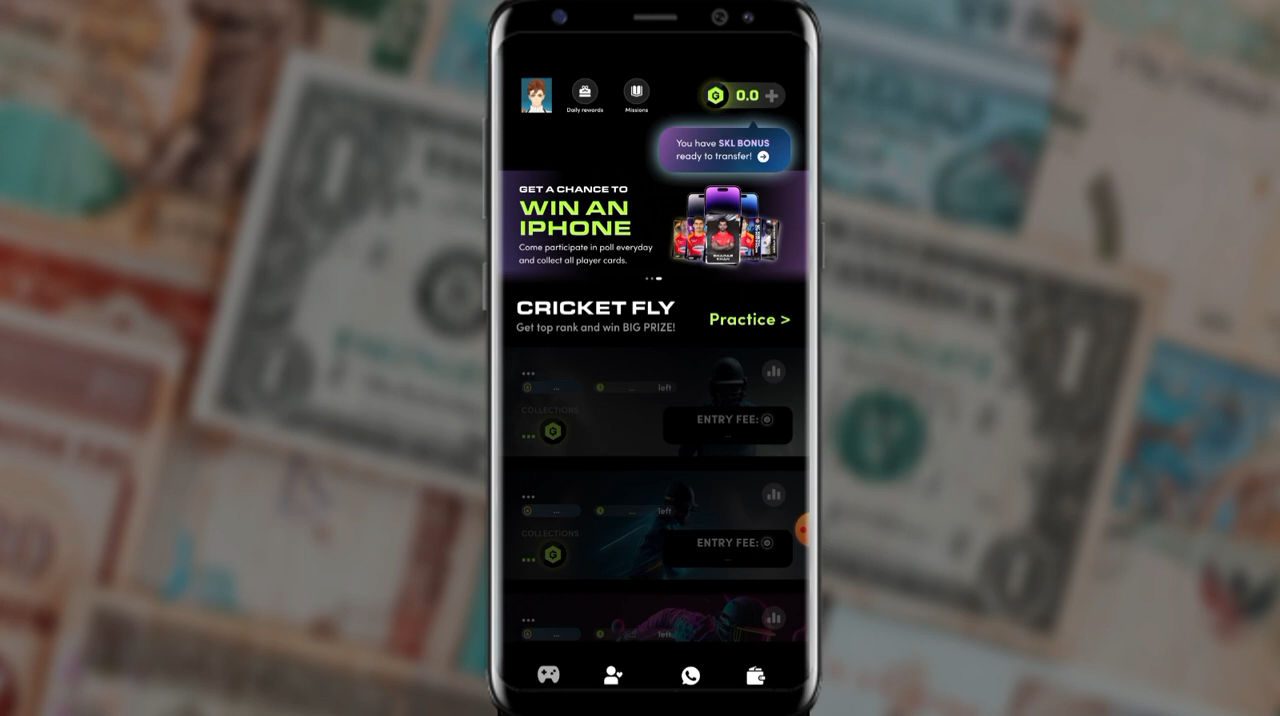 Daily rewards
Missions
0.0
You have SKL BONUS
ready to transfer!
GET A CHANCE TO
WIN AN
IPHONE
Come participate in poll everyday
and collect all player cards.
CRICKET FLY
Get top rank and win BIG PRIZE!
Practice >
left
COLLECTIONS
ENTRY FEE:
left
COLLECTIONS
ENTRY FEE:
left